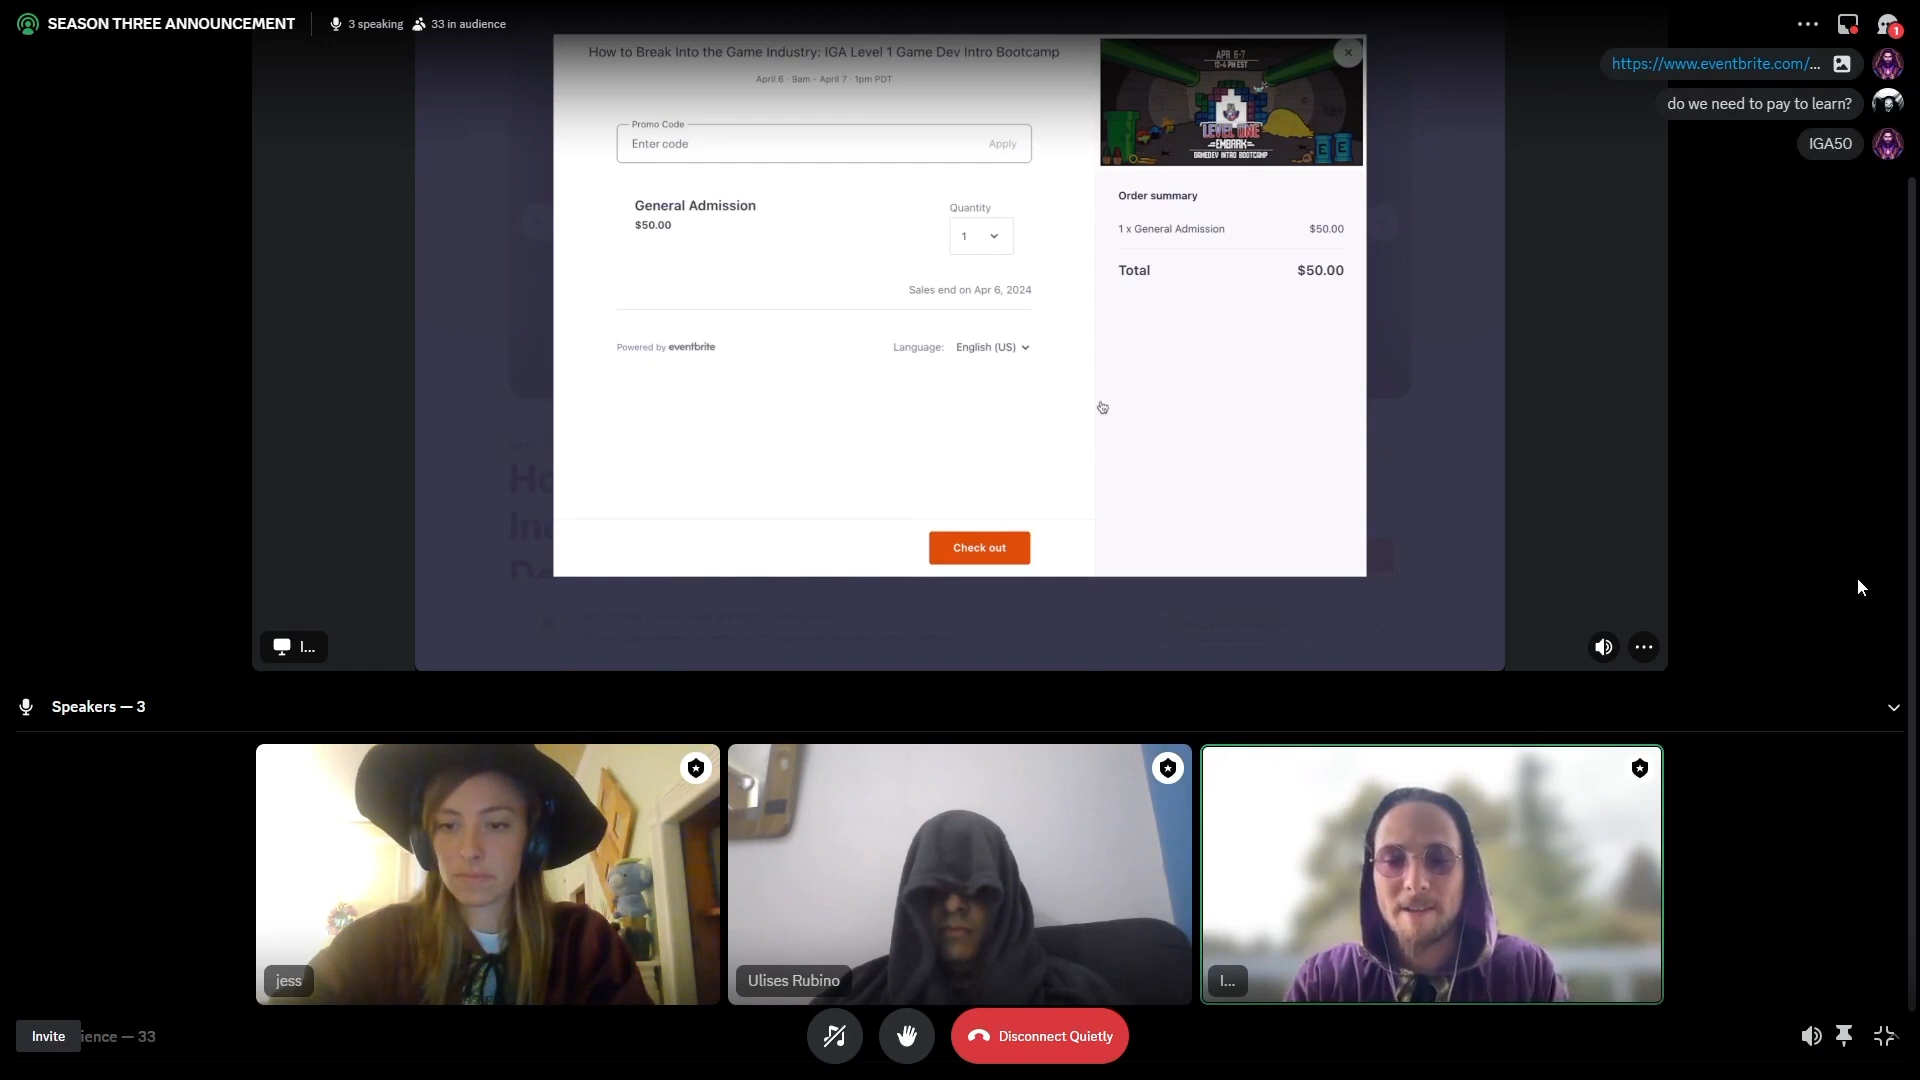 SEASON THREE ANNOUNCEMENT
3 speaking
33 in audience
1
https://www.eventbrite.com/...
do we need to pay to learn?
IGA50
How to Break Into the Game Industry: IGA Level 1 Game Dev Intro Bootcamp
April 6 · 9am - April 7 · 1pm PDT
Promo Code
Enter code
Apply
General Admission
$50.00
Quantity
1
Sales end on Apr 6, 2024
Powered by eventbrite
Language: English (US)
Check out
APR 6-7
12-4 PM EST
LEVEL ONE
EMBARK
GAMEDEV INTRO BOOTCAMP
E E
Order summary
1 x General Admission $50.00
Total $50.00
I...
Speakers — 3
jess
Ulises Rubino
I...
Invite
ience — 33
Disconnect Quietly